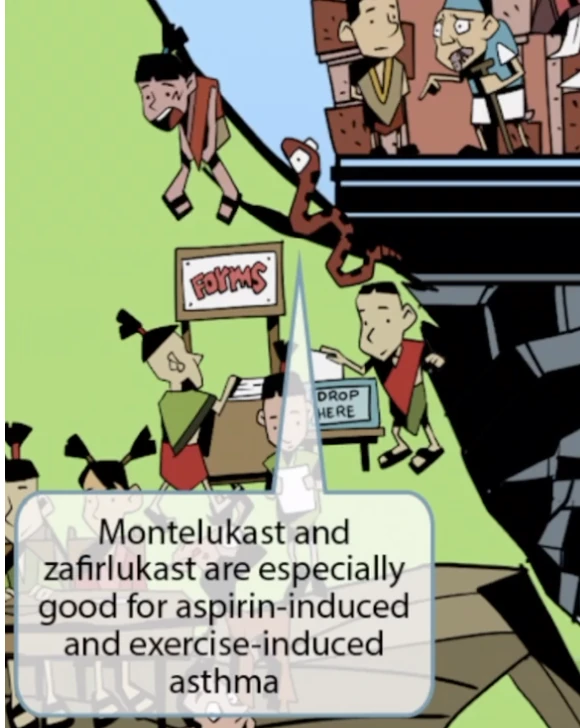 FORMS
DROP
HERE
Montelukast and
zafirlukast are especially
good for aspirin-induced
and exercise-induced
asthma